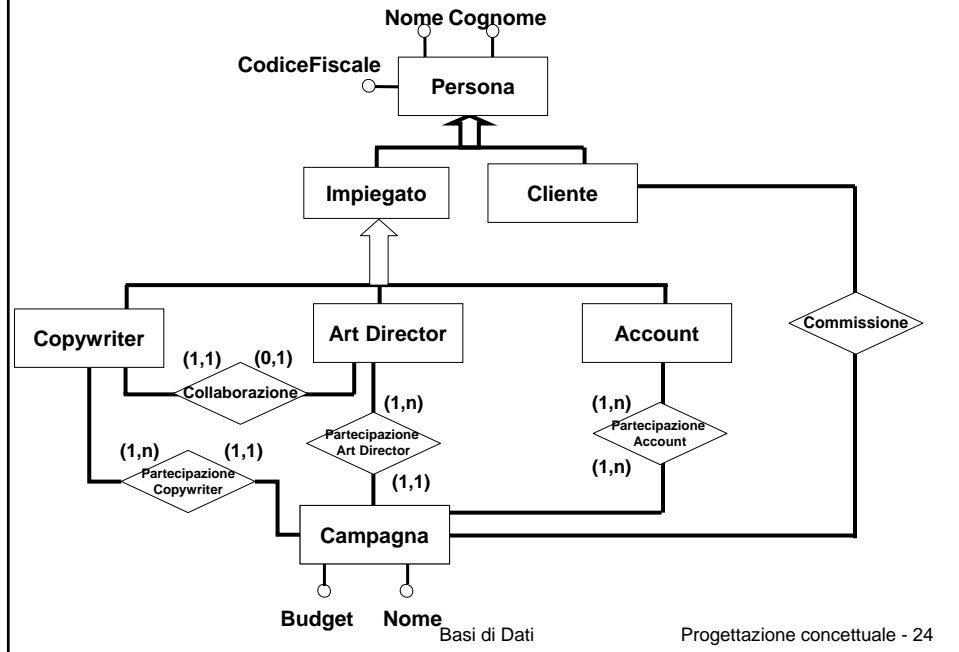 Nome Cognome
CodiceFiscale
Persona
Impiegato
Cliente
Copywriter
Art Director
Account
Commissione
(1,1)
(0,1)
Collaborazione
(1,n)
(1,n)
Partecipazione
Art Director
Partecipazione
Account
(1,n)
(1,1)
Partecipazione
Copywriter
(1,1)
(1,n)
Campagna
Budget
Nome
Basi di Dati
Progettazione concettuale - 24